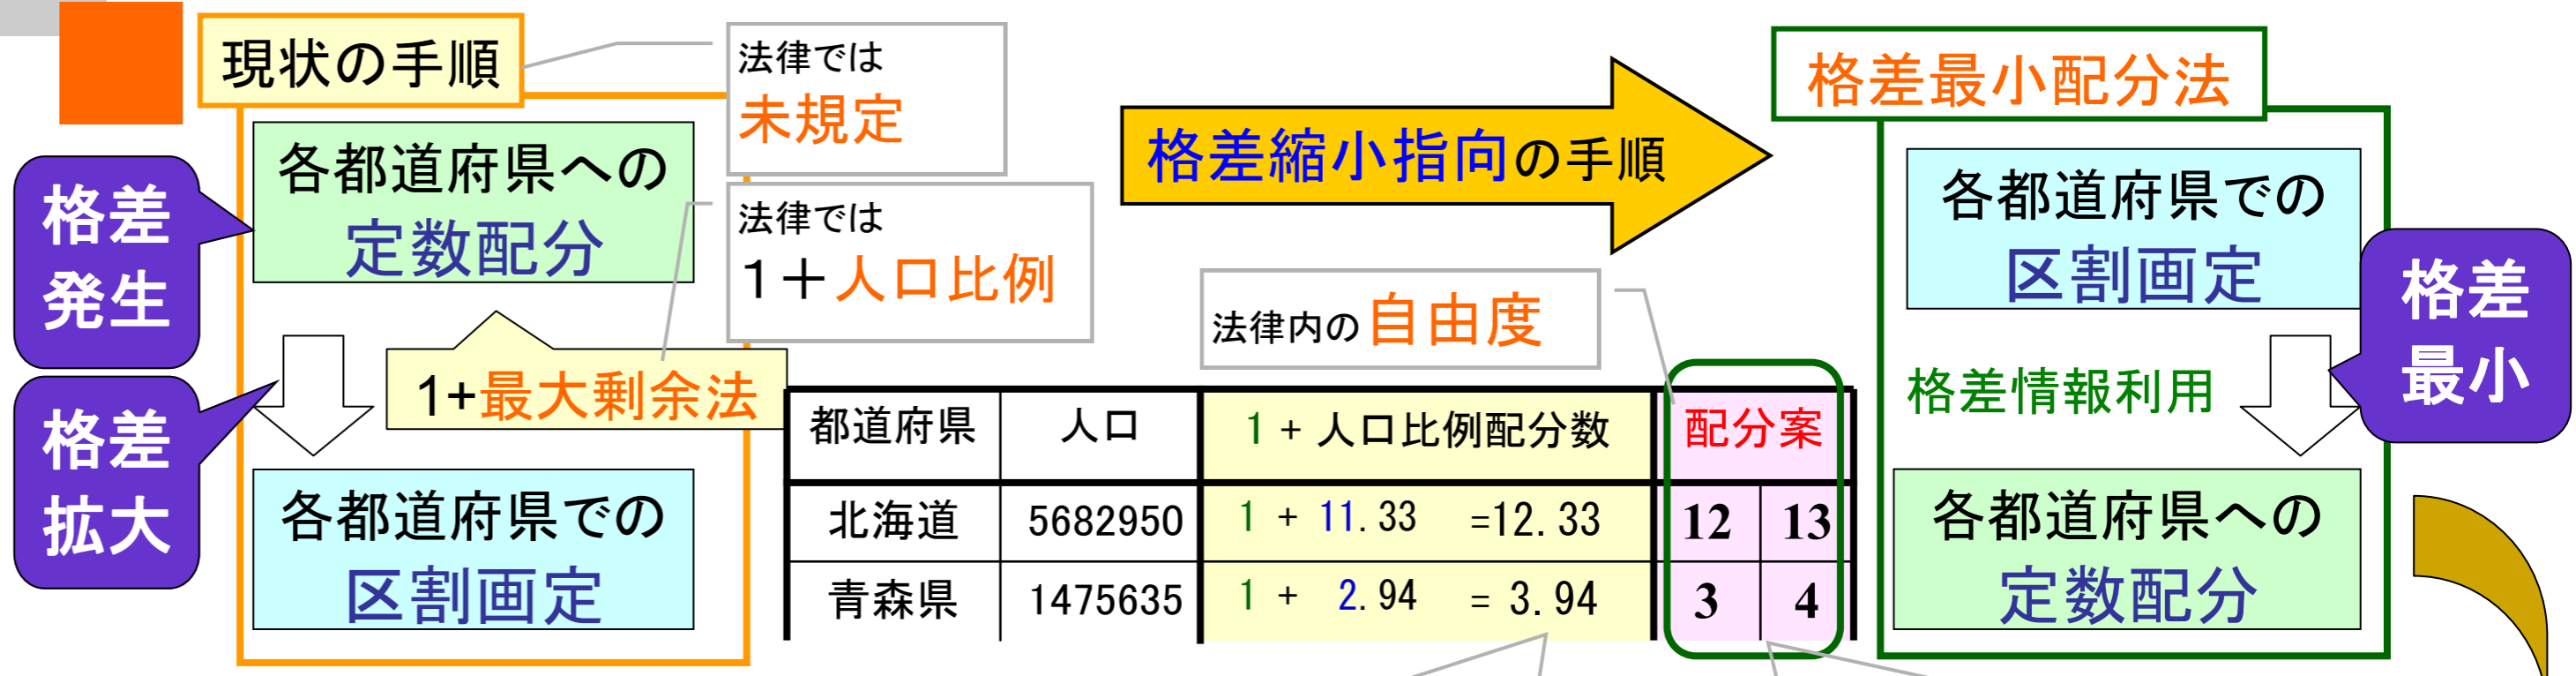 現状の手順
法律では
未規定
各都道府県への
定数配分
格差
発生
法律では
1+人口比例
1+最大剰余法
格差
拡大
各都道府県での
区割画定
格差縮小指向の手順
法律内の自由度
都道府県 人口 1 + 人口比例配分数 配分案
北海道 5682950 1 + 11.33 =12.33 12 13
青森県 1475635 1 + 2.94 = 3.94 3 4
格差最小配分法
各都道府県での
区割画定
格差
最小
格差情報利用
各都道府県への
定数配分